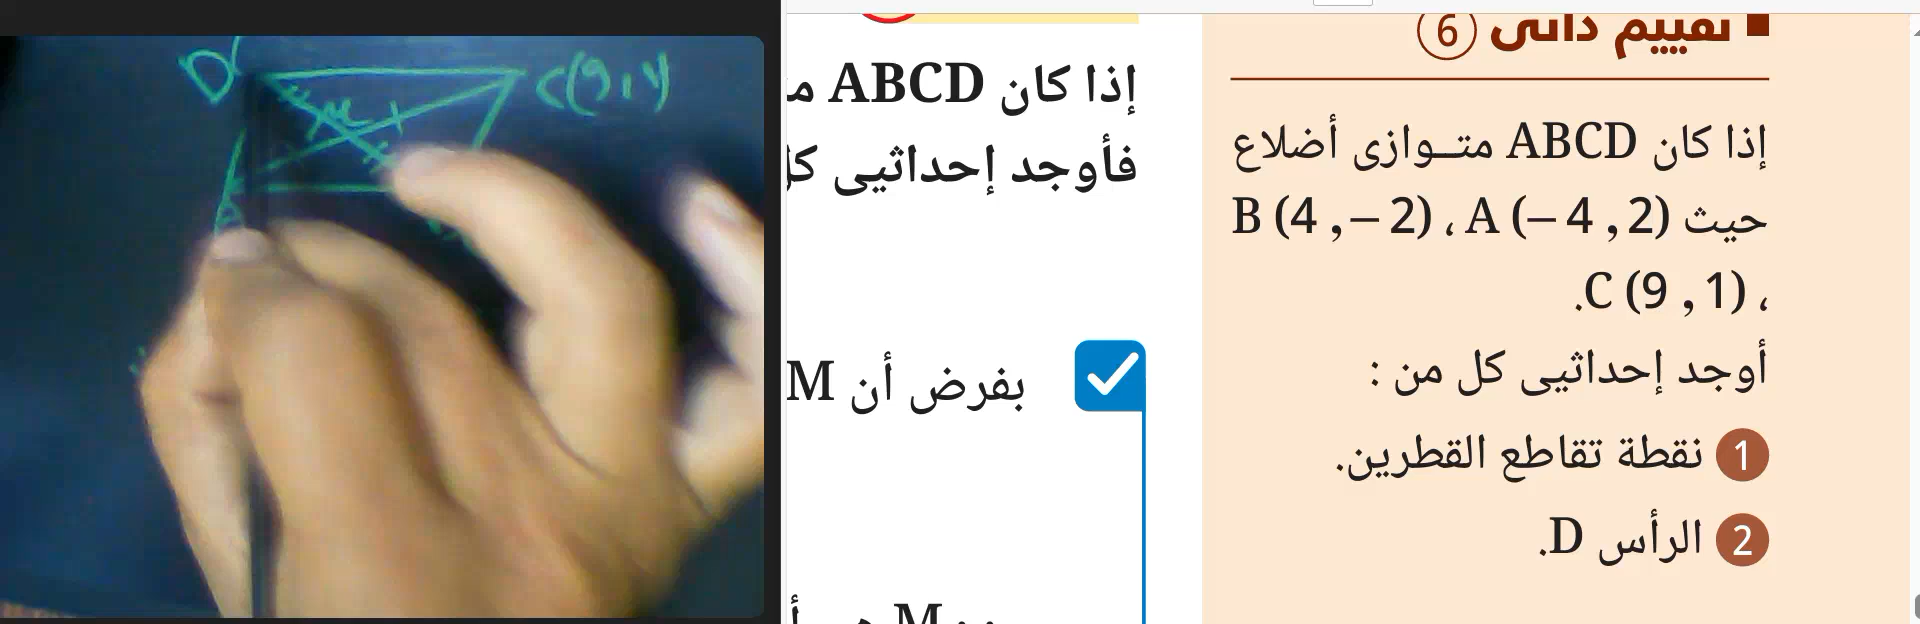 تقييم ذاتى 6
إذا كان ABCD متـوازى أضلاع
حيث A (– 4 , 2) ، B (4 , – 2)
، C (9 , 1).
أوجد إحداثيى كل من :
1 نقطة تقاطع القطرين.
2 الرأس D.
إذا كان ABCD
فأوجد إحداثيى
بفرض أن M
M
D
M
C(9,1)